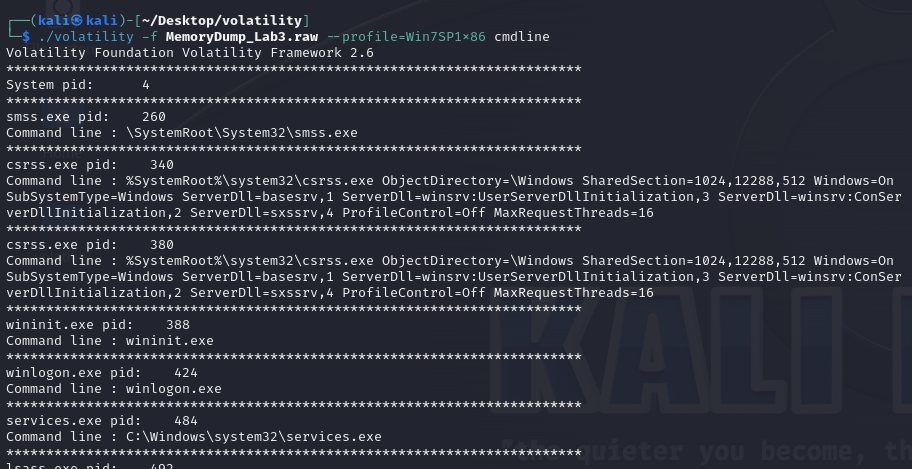 ┌──(kali㉿kali)-[~/Desktop/volatility]
└─$ ./volatility -f MemoryDump_Lab3.raw --profile=Win7SP1x86 cmdline
Volatility Foundation Volatility Framework 2.6
************************************************************************
System pid:      4
************************************************************************
smss.exe pid:    260
Command line : \SystemRoot\System32\smss.exe
************************************************************************
csrss.exe pid:    340
Command line : %SystemRoot%\system32\csrss.exe ObjectDirectory=\Windows SharedSection=1024,12288,512 Windows=On
SubSystemType=Windows ServerDll=basesrv,1 ServerDll=winsrv:UserServerDllInitialization,3 ServerDll=winsrv:ConSer
verDllInitialization,2 ServerDll=sxssrv,4 ProfileControl=Off MaxRequestThreads=16
************************************************************************
csrss.exe pid:    380
Command line : %SystemRoot%\system32\csrss.exe ObjectDirectory=\Windows SharedSection=1024,12288,512 Windows=On
SubSystemType=Windows ServerDll=basesrv,1 ServerDll=winsrv:UserServerDllInitialization,3 ServerDll=winsrv:ConSer
verDllInitialization,2 ServerDll=sxssrv,4 ProfileControl=Off MaxRequestThreads=16
************************************************************************
wininit.exe pid:    388
Command line : wininit.exe
************************************************************************
winlogon.exe pid:    424
Command line : winlogon.exe
************************************************************************
services.exe pid:    484
Command line : C:\Windows\system32\services.exe
************************************************************************
lsass.exe pid:    492
KALI
"the quieter you become, th